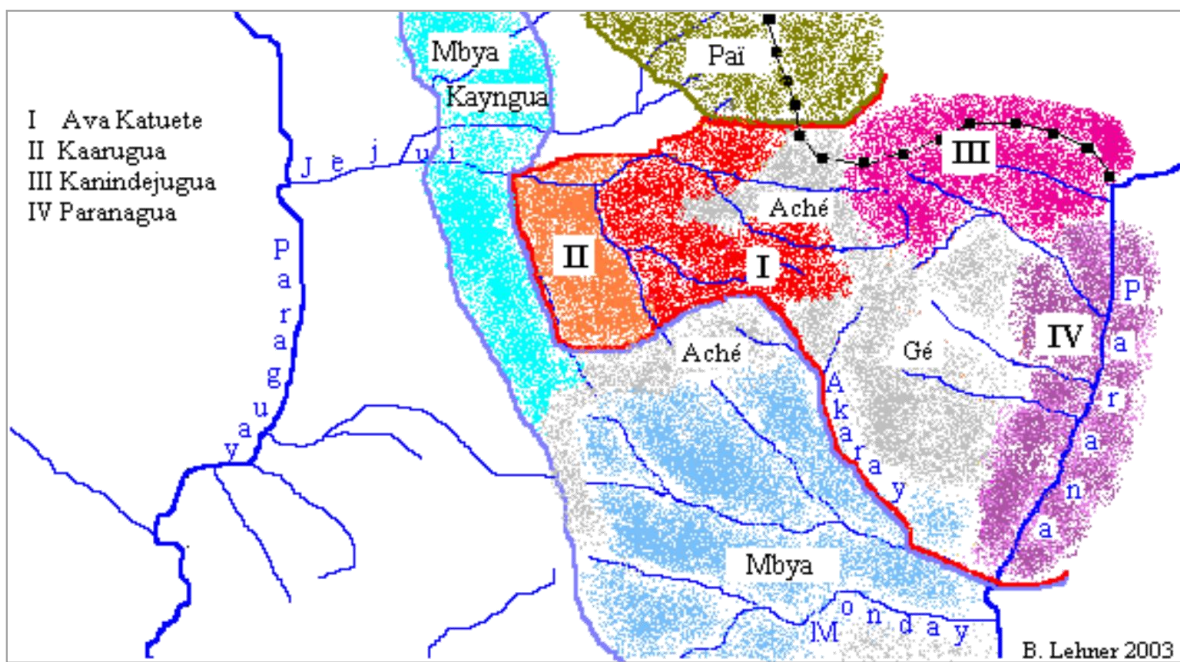 Mbya
Kayngua
Paï
I Ava Katuete
II Kaarugua
III Kanindejugua
IV Paranagua
Jejui
III
Aché
II
I
Paraguay
Paraná
IV
Aché
Gé
Akaray
Mbya
Monday
B. Lehner 2003